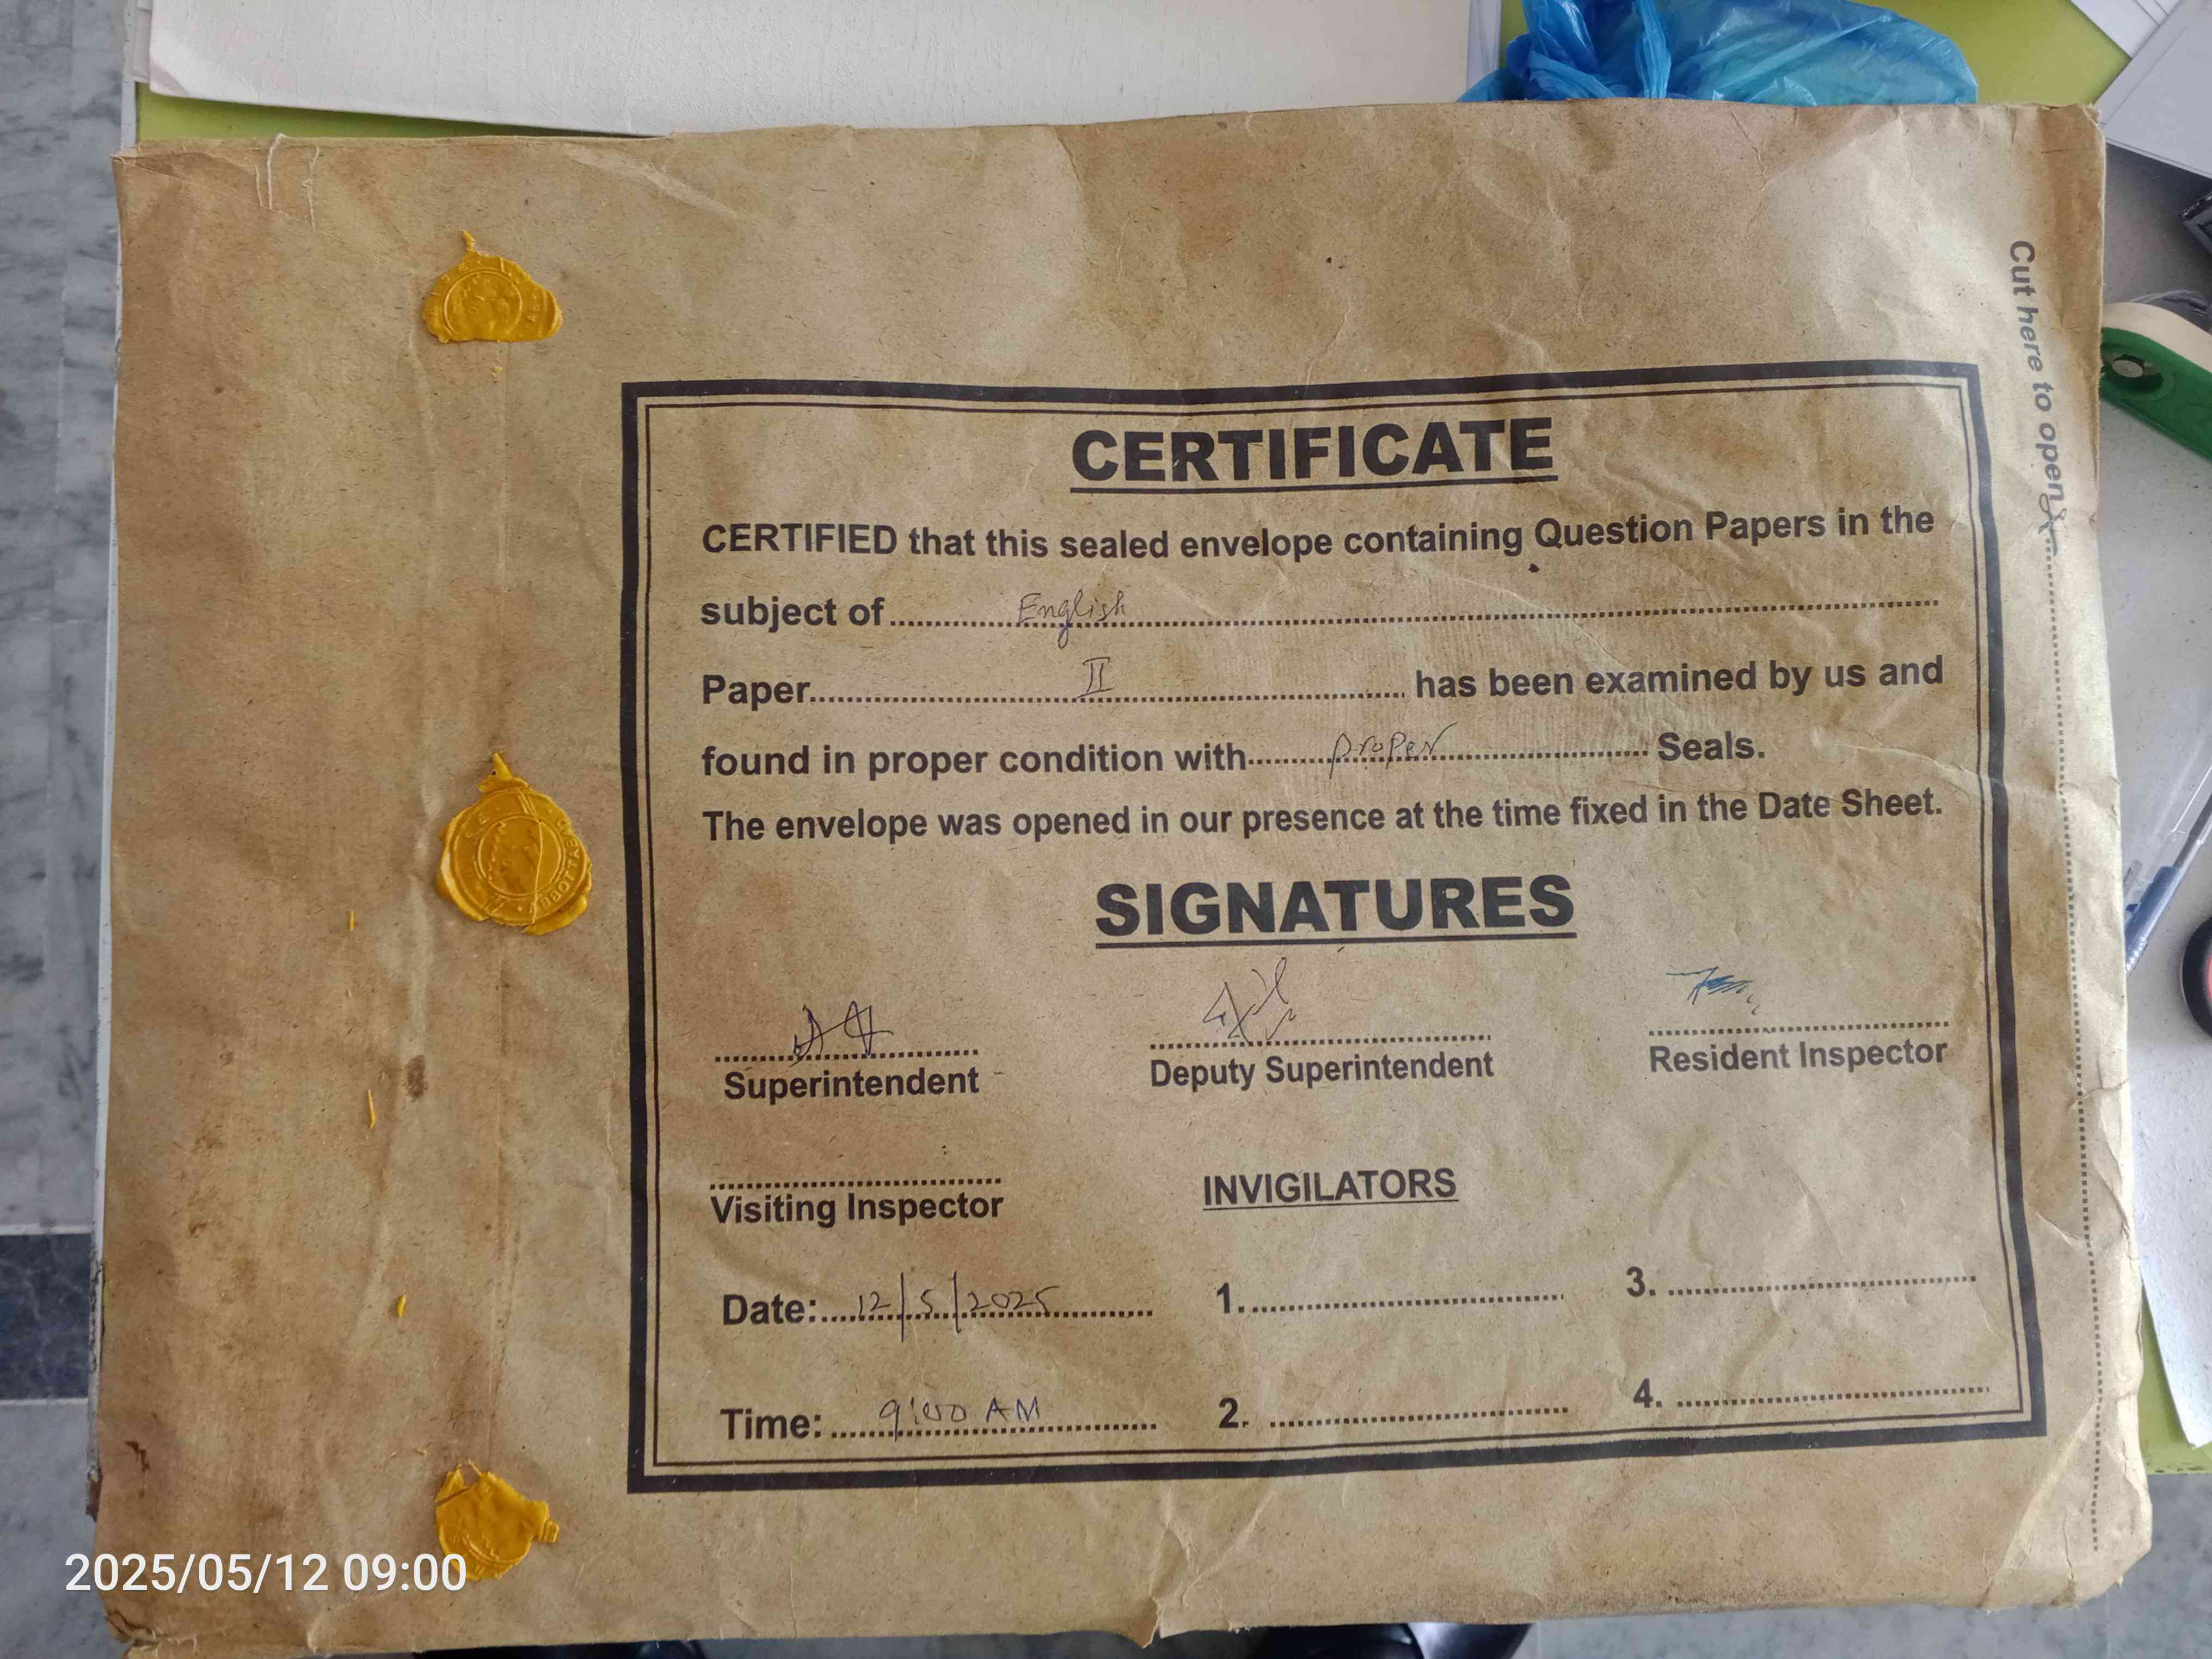 Cut here to open
CERTIFICATE
CERTIFIED that this sealed envelope containing Question Papers in the
subject of English
Paper II has been examined by us and
found in proper condition with proper Seals.
The envelope was opened in our presence at the time fixed in the Date Sheet.
SIGNATURES
Superintendent
Deputy Superintendent
Resident Inspector
Visiting Inspector
INVIGILATORS
Date: 12/5/2025
1.
3.
Time: 9:00 AM
2.
4.
ABBOTTAB
2025/05/12 09:00